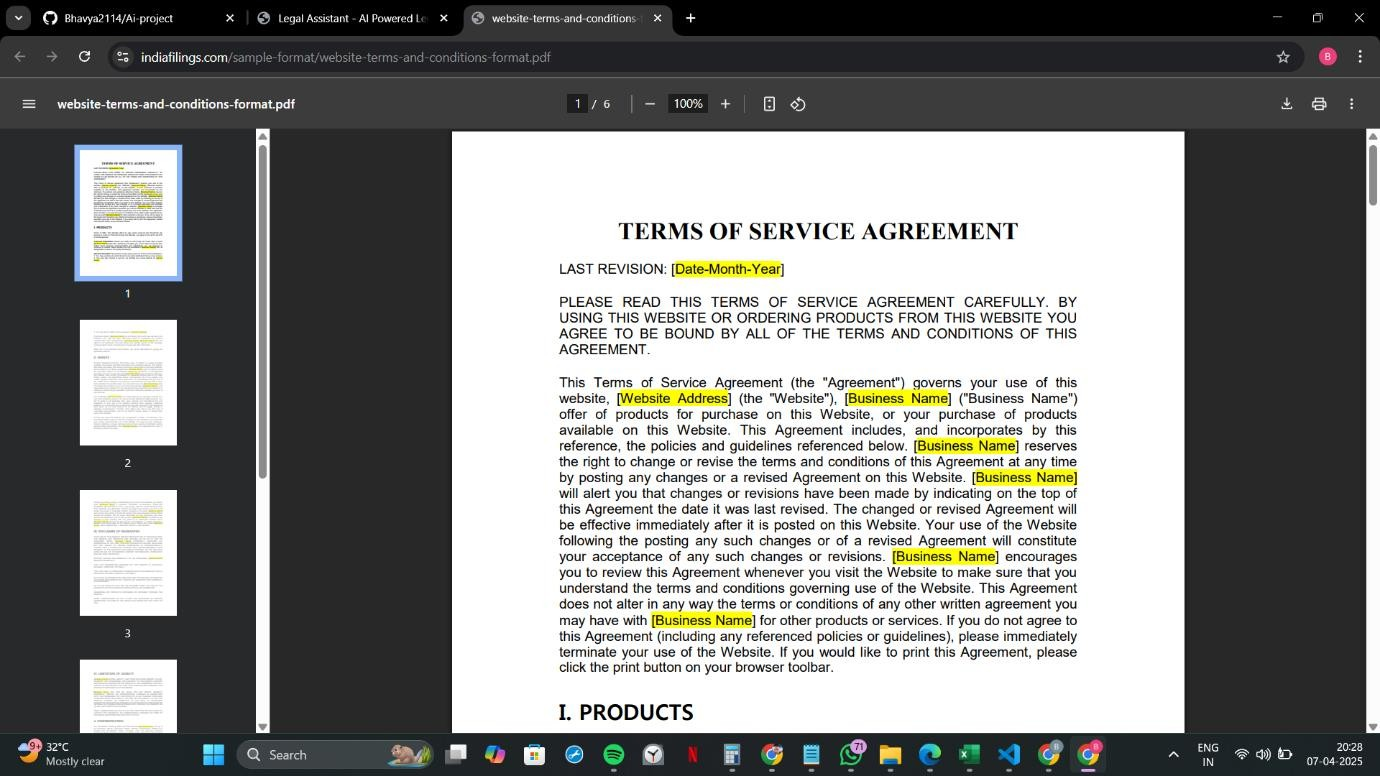 Bhavya2114/Ai-project
Legal Assistant - AI Powered Le
website-terms-and-conditions-
indiafilings.com/sample-format/website-terms-and-conditions-format.pdf
B
website-terms-and-conditions-format.pdf
1 / 6
100%
TERMS OF SERVICE AGREEMENT
LAST REVISION: [Date-Month-Year]
PLEASE READ THIS TERMS OF SERVICE AGREEMENT CAREFULLY. BY
USING THIS WEBSITE OR ORDERING PRODUCTS FROM THIS WEBSITE YOU
AGREE TO BE BOUND BY ALL OF THE TERMS AND CONDITIONS OF THIS
AGREEMENT.
This Terms of Service Agreement (the "Agreement") governs your use of this
website, [Website Address] (the "Website"), [Business Name] ("Business Name")
offer of products for purchase on this Website, or your purchase of products
available on this Website. This Agreement includes, and incorporates by this
reference, the policies and guidelines referenced below. [Business Name] reserves
the right to change or revise the terms and conditions of this Agreement at any time
by posting any changes or a revised Agreement on this Website. [Business Name]
will alert you that changes or revisions have been made by indicating on the top of
this Agreement the date it was last revised. The changed or revised Agreement will
be effective immediately after it is posted on this Website. Your use of the Website
following the posting any such changes or of a revised Agreement will constitute
your acceptance of any such changes or revisions. [Business Name] encourages
you to review this Agreement whenever you visit the Website to make sure that you
understand the terms and conditions governing use of the Website. This Agreement
does not alter in any way the terms or conditions of any other written agreement you
may have with [Business Name] for other products or services. If you do not agree to
this Agreement (including any referenced policies or guidelines), please immediately
terminate your use of the Website. If you would like to print this Agreement, please
click the print button on your browser toolbar.
I. PRODUCTS
TERMS OF SERVICE AGREEMENT
1
2
3
9+
32°C
Mostly clear
Search
71
B
B
ENG
IN
20:28
07-04-2025